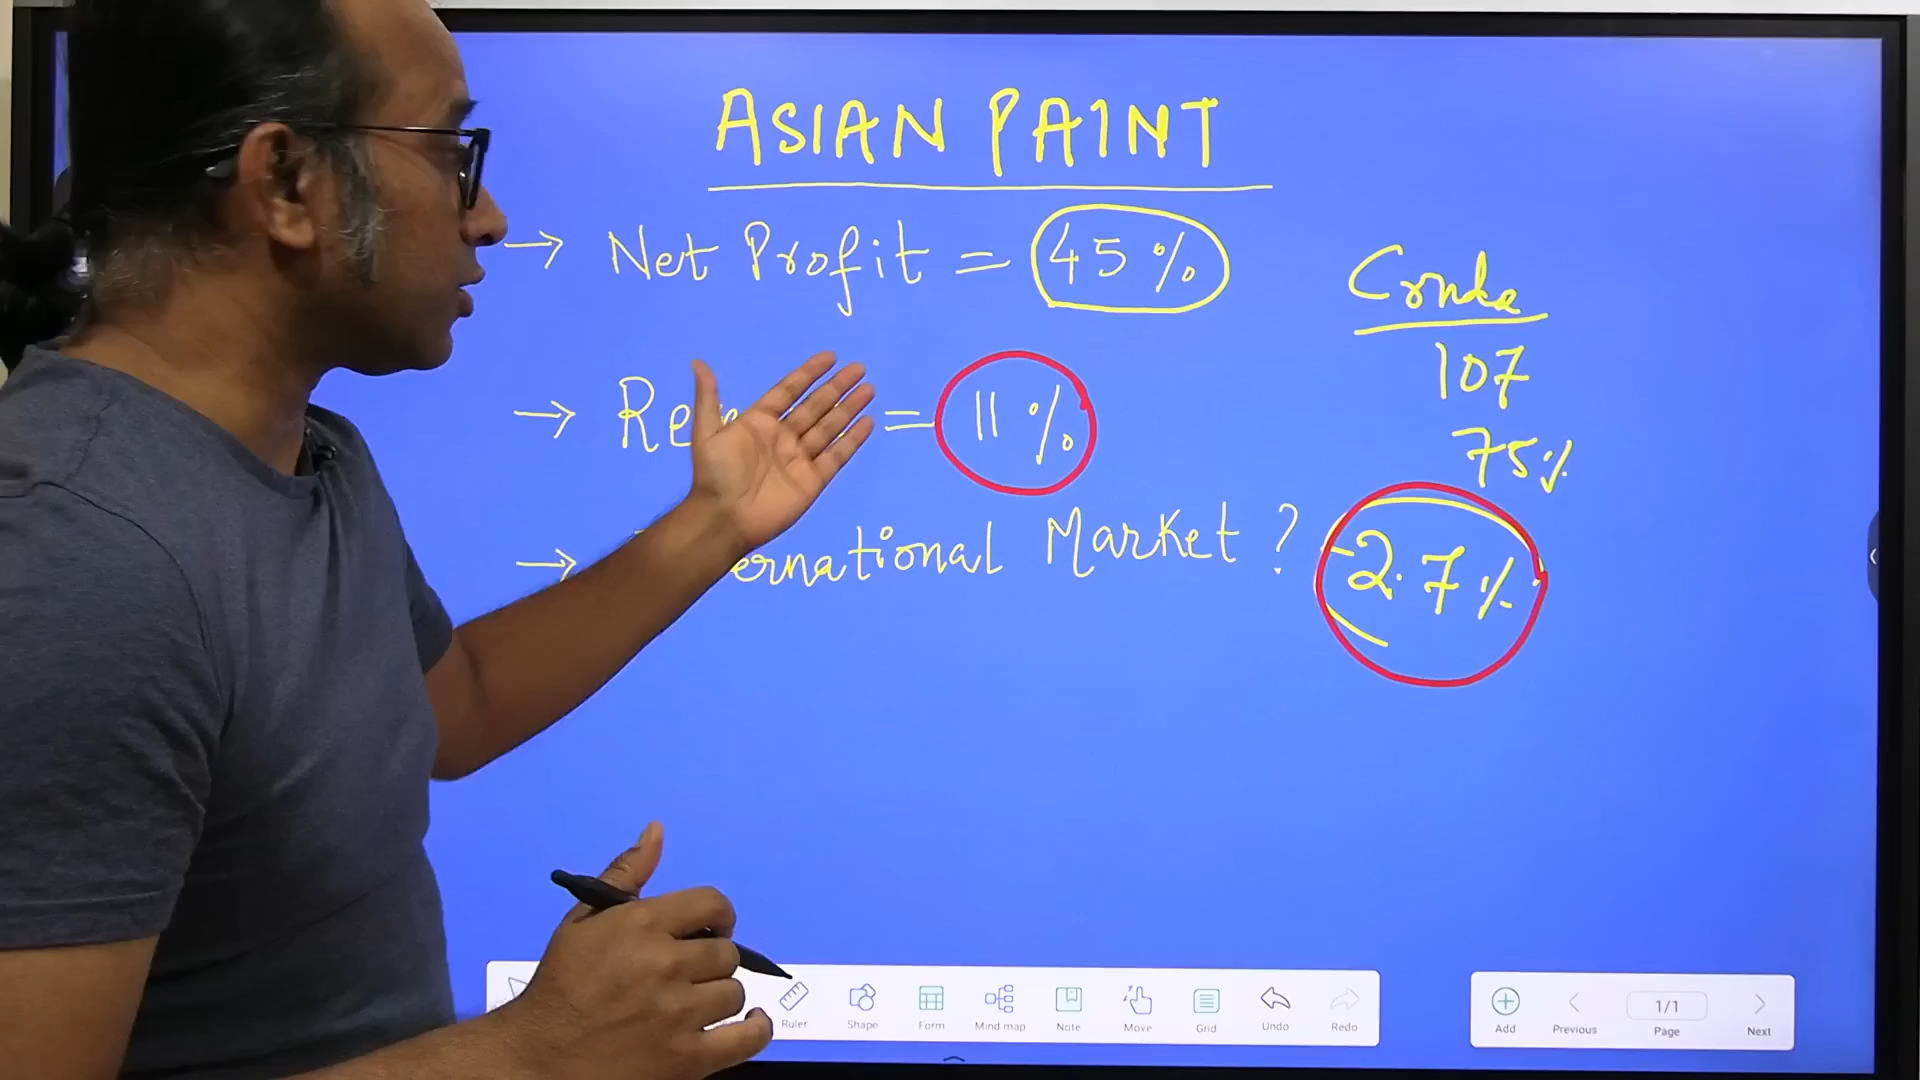 ASIAN PAINT
→ Net Profit = 45%
→ Re = 11%
→ ernational Market ? -2.7%
Crude
107
75%
Ruler
Shape
Form
Mind map
Note
Move
Grid
Undo
Redo
Add
Previous
1/1
Page
Next